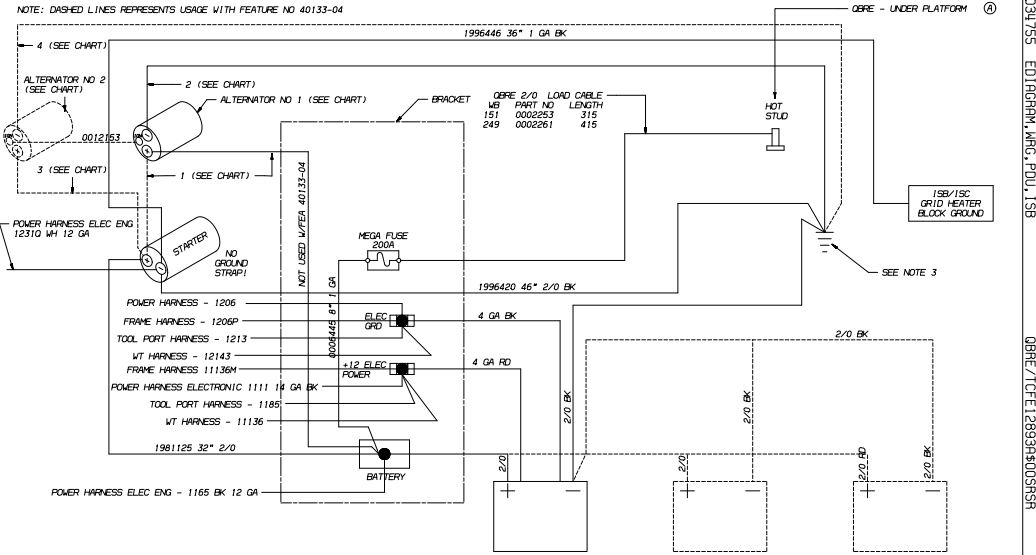 NOTE: DASHED LINES REPRESENTS USAGE WITH FEATURE NO 40133-04
QBRE - UNDER PLATFORM
A
1996446 36" 1 GA BK
4 (SEE CHART)
ALTERNATOR NO 2
(SEE CHART)
2 (SEE CHART)
ALTERNATOR NO 1 (SEE CHART)
BRACKET
QBRE 2/0 LOAD CABLE
WB PART NO LENGTH
151 0002253 315
249 0002261 415
HOT
STUD
0012153
3 (SEE CHART)
1 (SEE CHART)
ISB/ISC
GRID HEATER
BLOCK GROUND
POWER HARNESS ELEC ENG
1231Q WH 12 GA
STARTER
NO
GROUND
STRAP!
NOT USED W/FEA 40133-04
MEGA FUSE
200A
SEE NOTE 3
1996420 46" 2/0 BK
0006445 8" 1 GA
POWER HARNESS - 1206
FRAME HARNESS - 1206P
TOOL PORT HARNESS - 1213
WT HARNESS - 12143
ELEC
GRD
4 GA BK
2/0 BK
FRAME HARNESS 11136M
+12 ELEC
POWER
4 GA RD
POWER HARNESS ELECTRONIC 1111 14 GA BK
TOOL PORT HARNESS - 1185
WT HARNESS - 11136
2/0 BK
2/0 BK
1981125 32" 2/0
BATTERY
2/0
2/0
2/0 RD
2/0 BK
POWER HARNESS ELEC ENG - 1165 BK 12 GA
+ -
+ -
+ -
034755 EDIAGRAM,WRG,PDU,ISB
QBRE/TCFE12893A$00SRSR